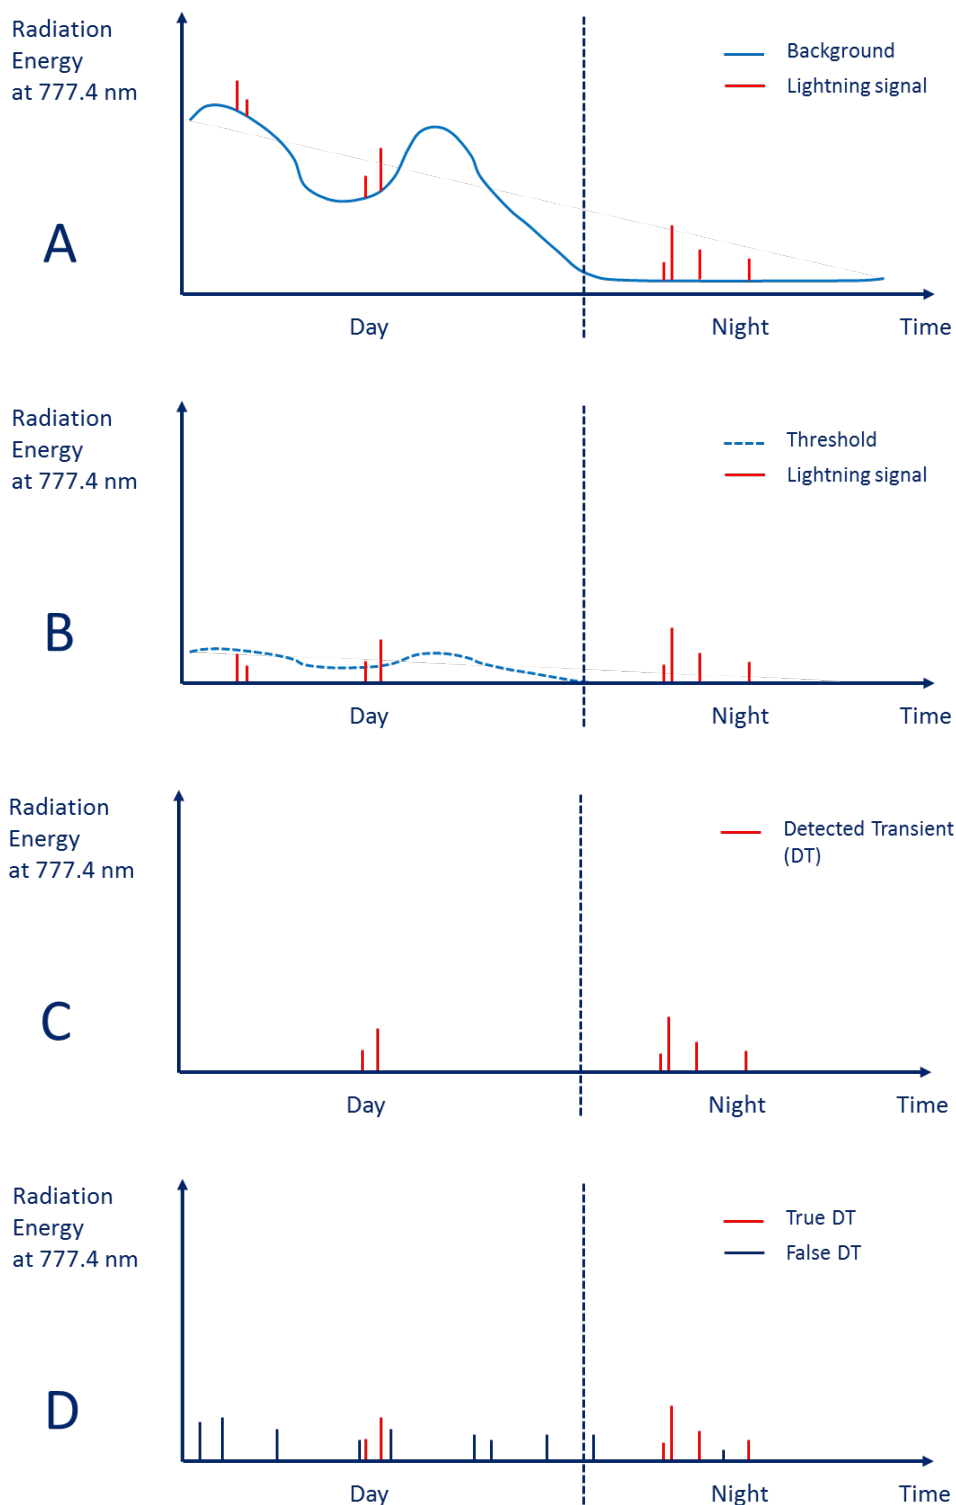 Radiation
Energy
at 777.4 nm
Background
Lightning signal
A
Day
Night
Time
Radiation
Energy
at 777.4 nm
Threshold
Lightning signal
B
Day
Night
Time
Radiation
Energy
at 777.4 nm
Detected Transient
(DT)
C
Day
Night
Time
Radiation
Energy
at 777.4 nm
True DT
False DT
D
Day
Night
Time